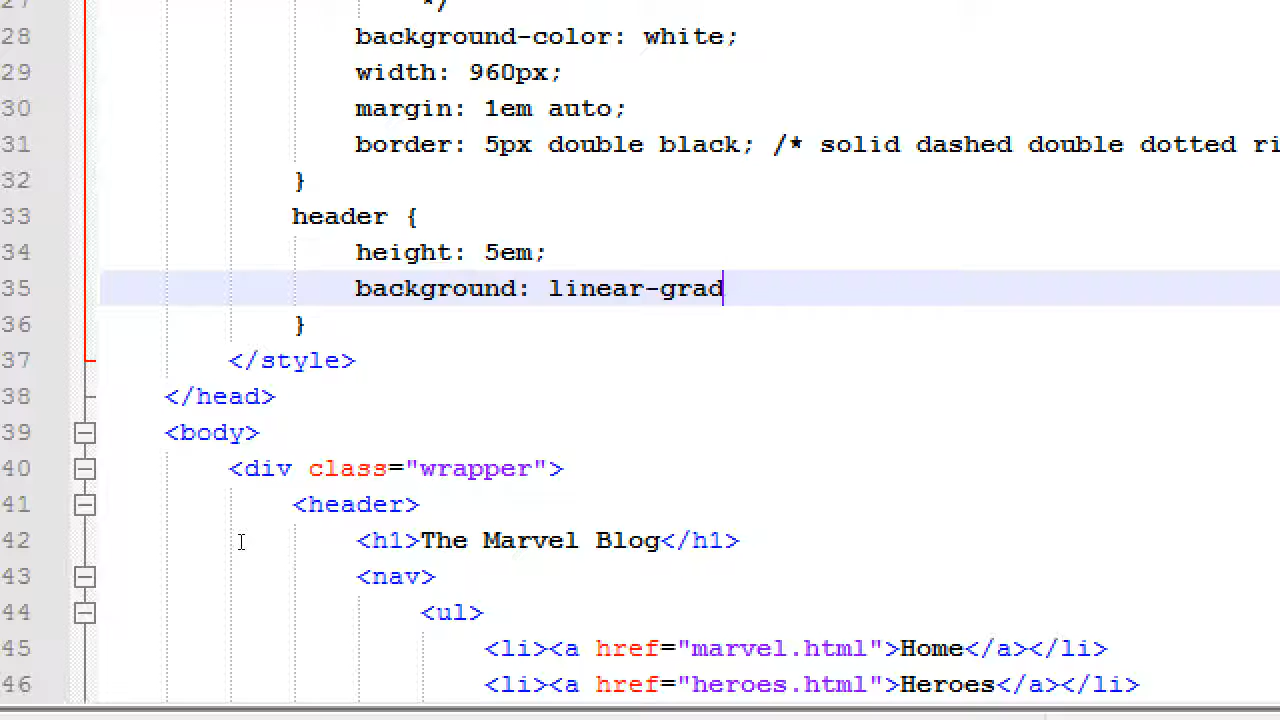 27 */
28 background-color: white;
29 width: 960px;
30 margin: 1em auto;
31 border: 5px double black; /* solid dashed double dotted ri
32 }
33 header {
34 height: 5em;
35 background: linear-grad
36 }
37 </style>
38 </head>
39 <body>
40 <div class="wrapper">
41 <header>
42 <h1>The Marvel Blog</h1>
43 <nav>
44 <ul>
45 <li><a href="marvel.html">Home</a></li>
46 <li><a href="heroes.html">Heroes</a></li>